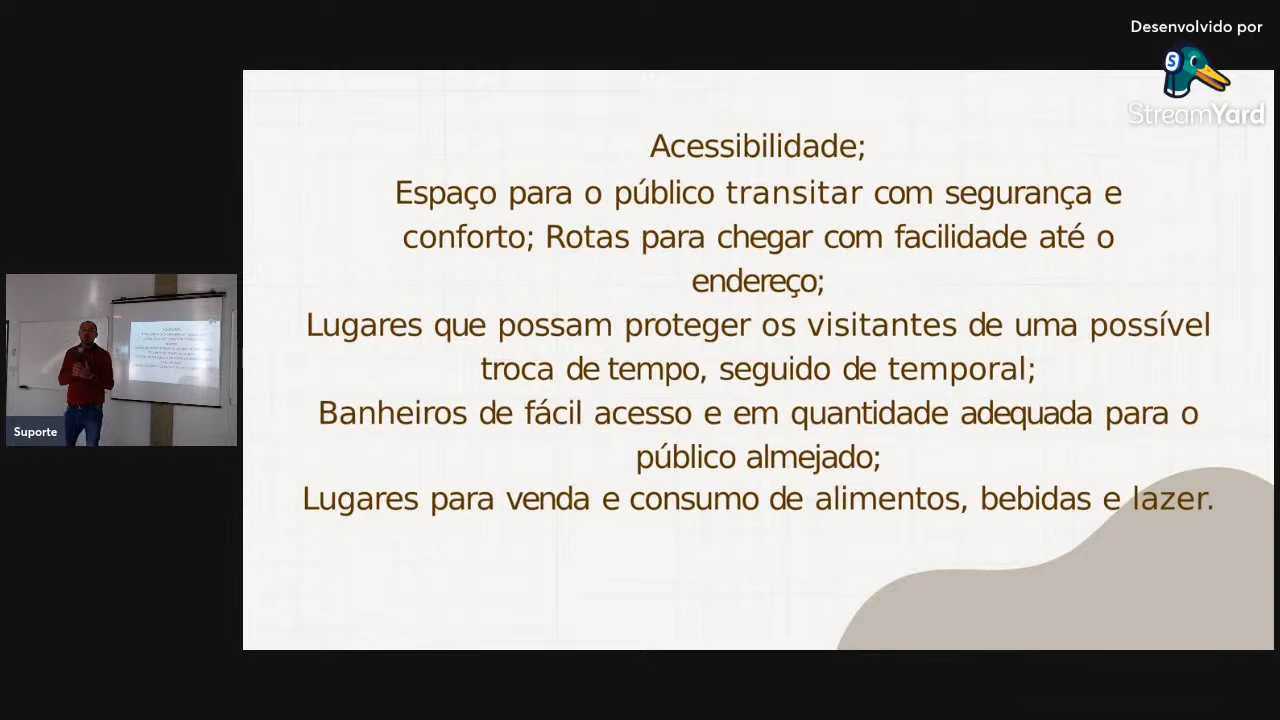 Desenvolvido por
StreamYard
Acessibilidade;
Espaço para o público transitar com segurança e
conforto; Rotas para chegar com facilidade até o
endereço;
Lugares que possam proteger os visitantes de uma possível
troca de tempo, seguido de temporal;
Banheiros de fácil acesso e em quantidade adequada para o
público almejado;
Lugares para venda e consumo de alimentos, bebidas e lazer.
Suporte